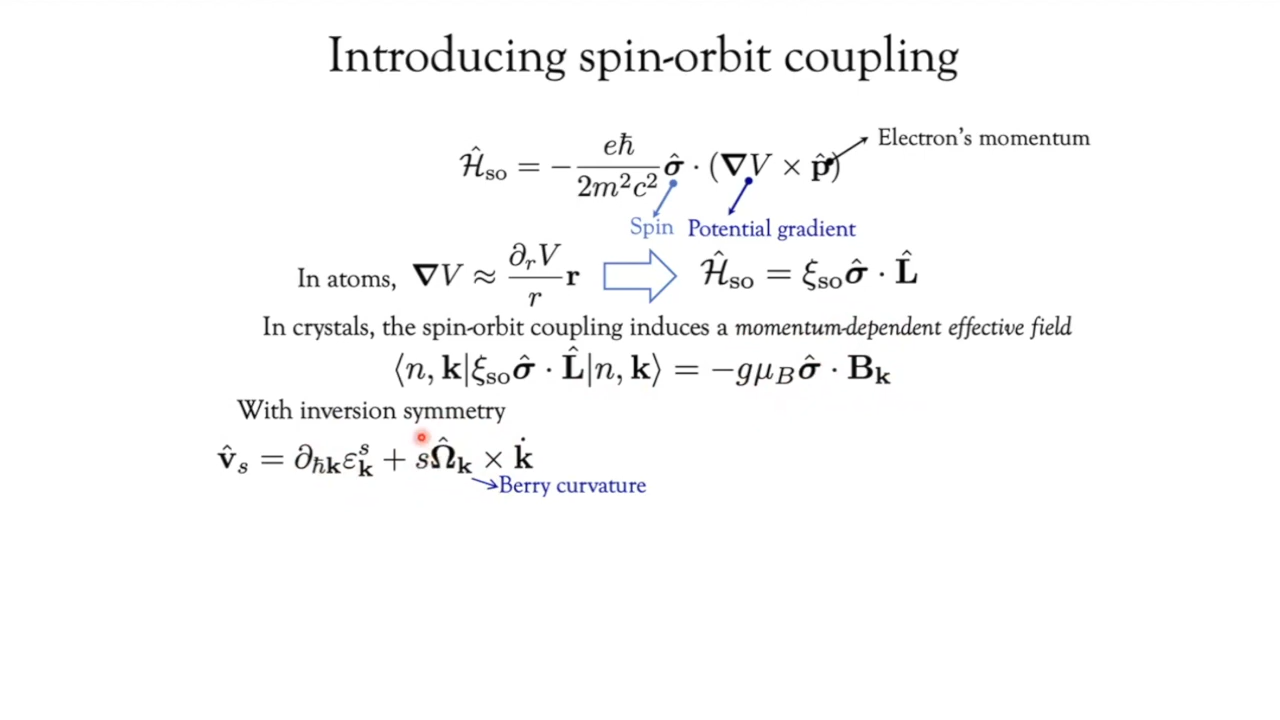 Introducing spin-orbit coupling
Electron's momentum
$\hat{\mathcal{H}}_{\rm so} = -\frac{e\hbar}{2m^2c^2}\hat{\boldsymbol{\sigma}} \cdot (\boldsymbol{\nabla}V \times \hat{\mathbf{p}})$
Spin Potential gradient
In atoms, $\boldsymbol{\nabla}V \approx \frac{\partial_r V}{r}\mathbf{r}$ $\hat{\mathcal{H}}_{\rm so} = \xi_{\rm so}\hat{\boldsymbol{\sigma}} \cdot \hat{\mathbf{L}}$
In crystals, the spin-orbit coupling induces a momentum-dependent effective field
$\langle n, \mathbf{k}|\xi_{\rm so}\hat{\boldsymbol{\sigma}} \cdot \hat{\mathbf{L}}|n, \mathbf{k}\rangle = -g\mu_B\hat{\boldsymbol{\sigma}} \cdot \mathbf{B}_{\mathbf{k}}$
With inversion symmetry
$\hat{\mathbf{v}}_s = \partial_{\hbar\mathbf{k}}\varepsilon^s_{\mathbf{k}} + s\hat{\boldsymbol{\Omega}}_{\mathbf{k}} \times \dot{\mathbf{k}}$
Berry curvature